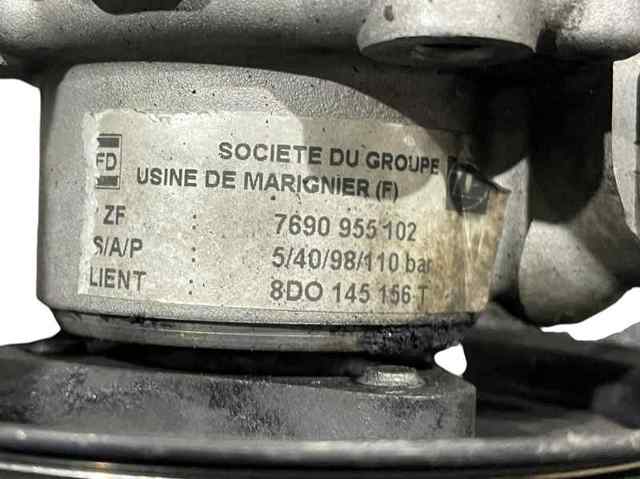 FD
SOCIETE DU GROUPE
USINE DE MARIGNIER (F)
ZF 7690 955 102
S/A/P 5/40/98/110 bar
LIENT 8DO 145 156 T